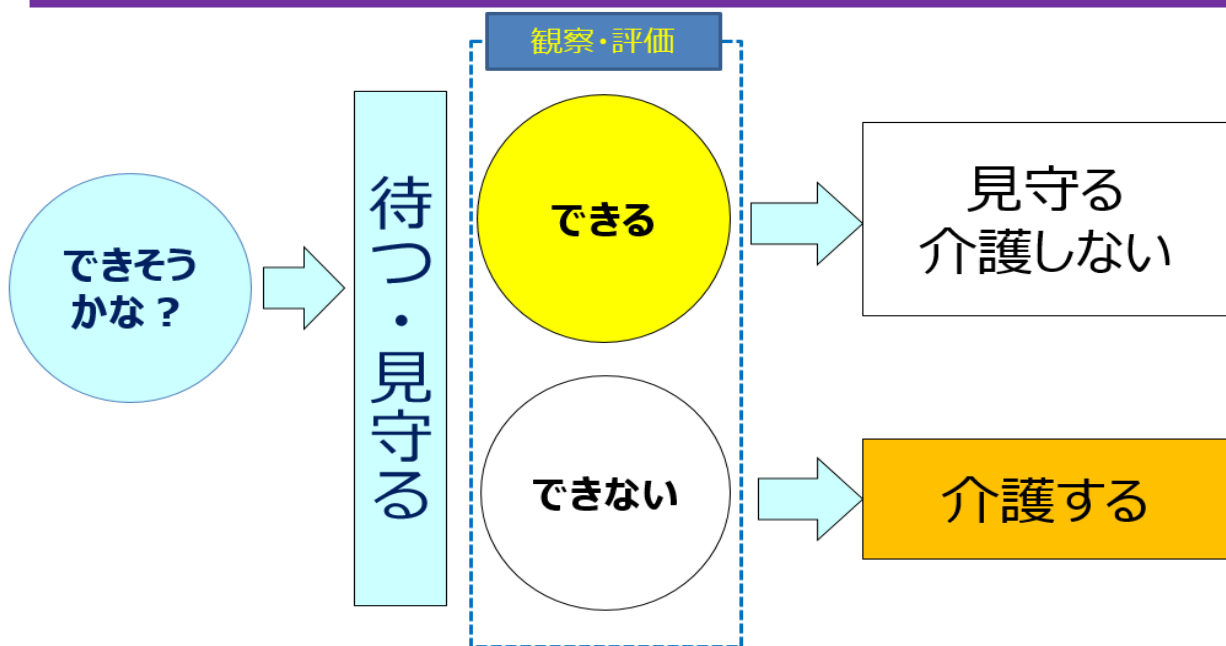 観察・評価
できそう
かな？
待つ・見守る
できる
できない
見守る
介護しない
介護する